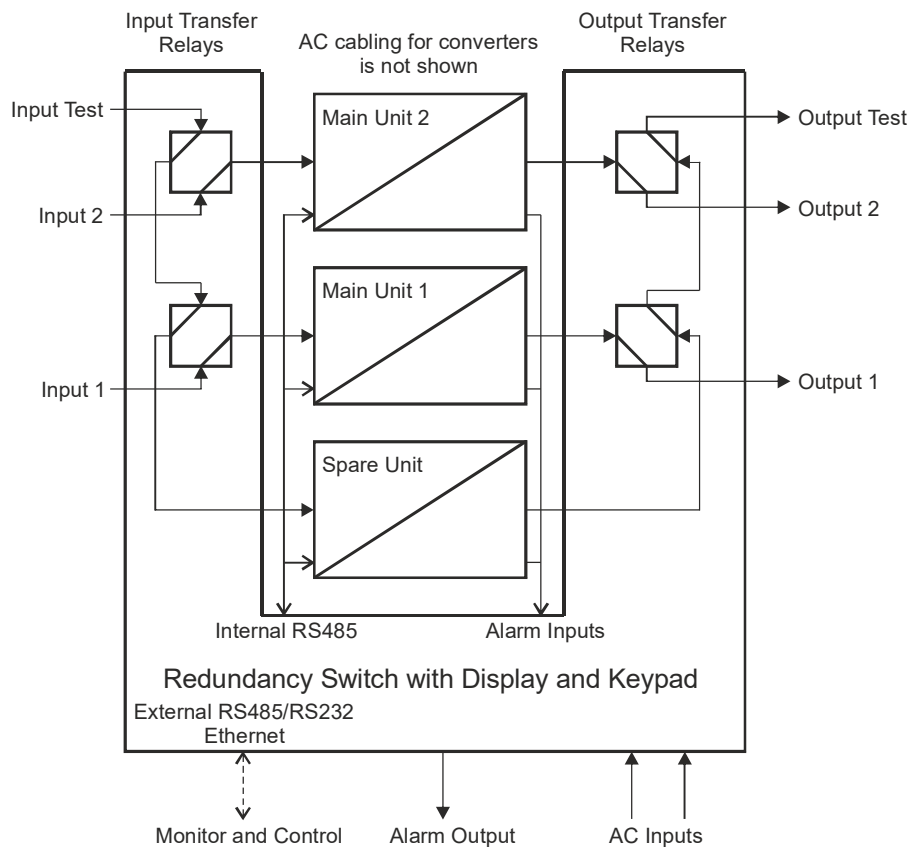 Input Transfer
Relays
AC cabling for converters
is not shown
Output Transfer
Relays
Input Test
Main Unit 2
Output Test
Input 2
Output 2
Main Unit 1
Input 1
Output 1
Spare Unit
Internal RS485
Alarm Inputs
Redundancy Switch with Display and Keypad
External RS485/RS232
Ethernet
Monitor and Control
Alarm Output
AC Inputs